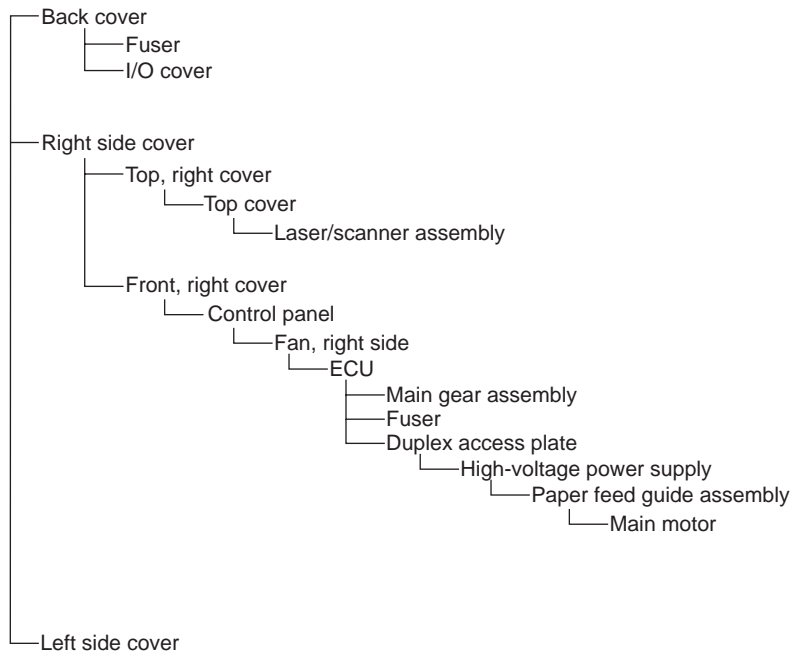 Back cover
Fuser
I/O cover
Right side cover
Top, right cover
Top cover
Laser/scanner assembly
Front, right cover
Control panel
Fan, right side
ECU
Main gear assembly
Fuser
Duplex access plate
High-voltage power supply
Paper feed guide assembly
Main motor
Left side cover